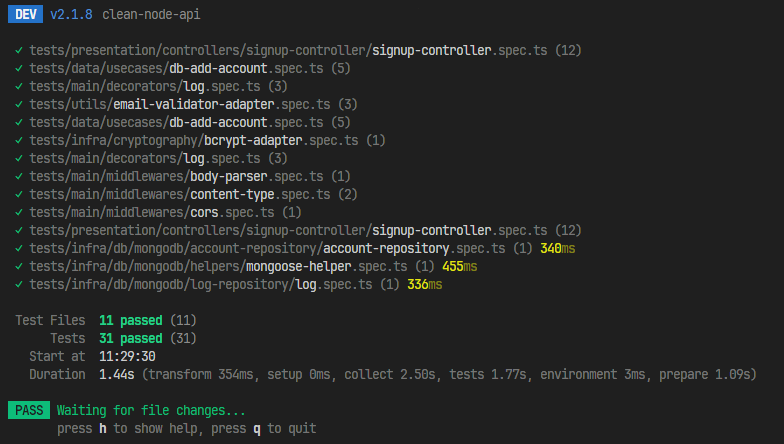 DEV v2.1.8 clean-node-api
✓ tests/presentation/controllers/signup-controller/signup-controller.spec.ts (12)
✓ tests/data/usecases/db-add-account.spec.ts (5)
✓ tests/main/decorators/log.spec.ts (3)
✓ tests/utils/email-validator-adapter.spec.ts (3)
✓ tests/data/usecases/db-add-account.spec.ts (5)
✓ tests/infra/cryptography/bcrypt-adapter.spec.ts (1)
✓ tests/main/decorators/log.spec.ts (3)
✓ tests/main/middlewares/body-parser.spec.ts (1)
✓ tests/main/middlewares/content-type.spec.ts (2)
✓ tests/main/middlewares/cors.spec.ts (1)
✓ tests/presentation/controllers/signup-controller/signup-controller.spec.ts (12)
✓ tests/infra/db/mongodb/account-repository/account-repository.spec.ts (1) 340ms
✓ tests/infra/db/mongodb/helpers/mongoose-helper.spec.ts (1) 455ms
✓ tests/infra/db/mongodb/log-repository/log.spec.ts (1) 336ms
Test Files 11 passed (11)
Tests 31 passed (31)
Start at 11:29:30
Duration 1.44s (transform 354ms, setup 0ms, collect 2.50s, tests 1.77s, environment 3ms, prepare 1.09s)
PASS Waiting for file changes...
press h to show help, press q to quit